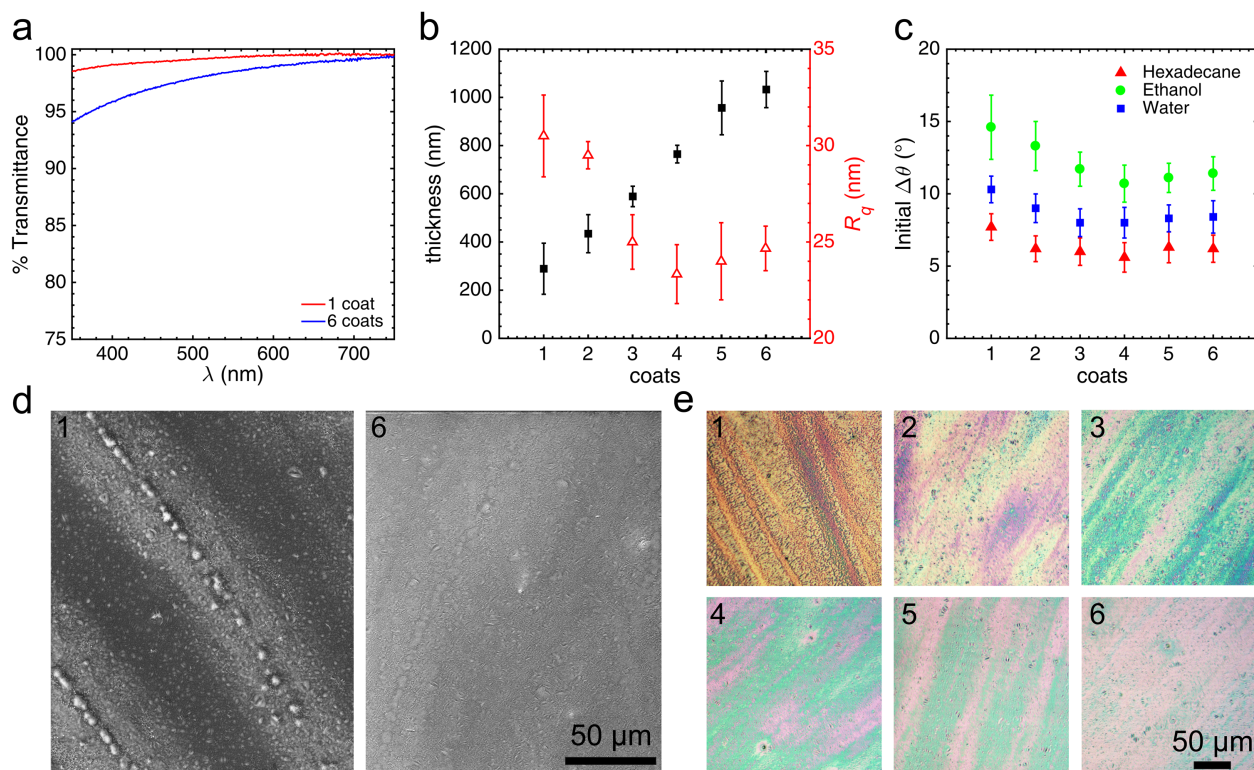 a
100
95
90
85
80
75
% Transmittance
1 coat
6 coats
400 500 600 700
λ (nm)
b
1200
1000
800
600
400
200
0
thickness (nm)
35
30
25
20
Rq (nm)
1 2 3 4 5 6
coats
c
20
15
10
5
0
Initial Δθ (°)
Hexadecane
Ethanol
Water
1 2 3 4 5 6
coats
d
1
6
50 μm
e
1
2
3
4
5
6
50 μm